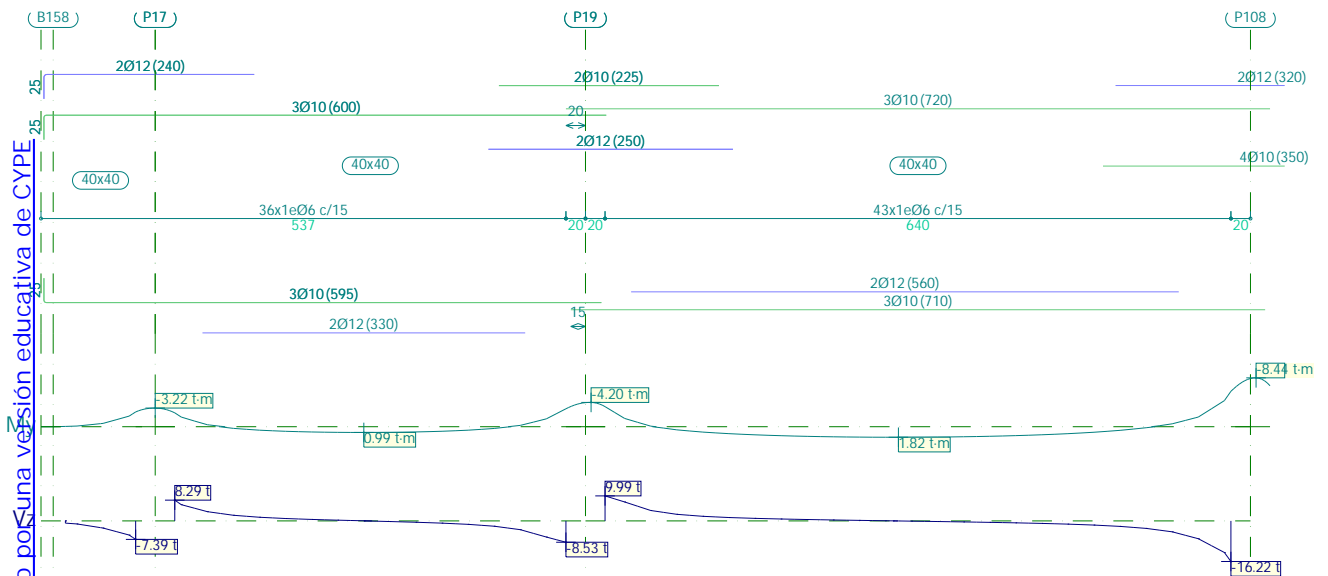 B158
P17
P19
P108
2Ø12 (240)
2Ø10 (225)
2Ø12 (320)
25
3Ø10 (600)
20
3Ø10 (720)
25
2Ø12 (250)
40x40
40x40
40x40
4Ø10 (350)
36x1eØ6 c/15
43x1eØ6 c/15
537
20
20
640
20
25
3Ø10 (595)
2Ø12 (560)
3Ø10 (710)
15
2Ø12 (330)
o por una versión educativa de CYPE
My
-3.22 t·m
0.99 t·m
-4.20 t·m
1.82 t·m
-8.44 t·m
Vz
8.29 t
-7.39 t
-8.53 t
9.99 t
-16.22 t